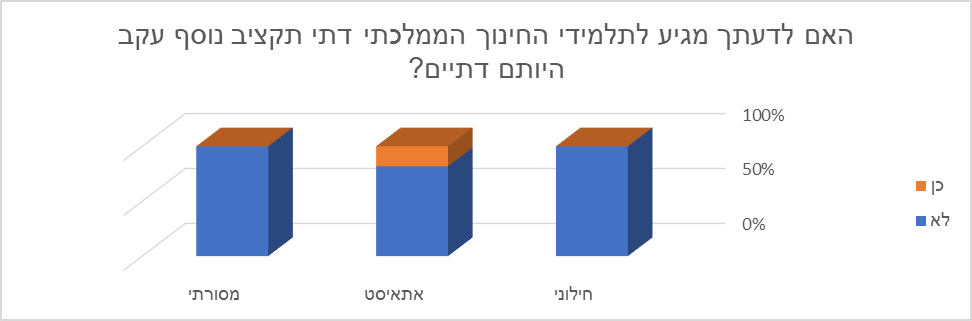 האם לדעתך מגיע לתלמידי החינוך הממלכתי דתי תקציב נוסף עקב
היותם דתיים?
100%
50%
0%
כן
לא
חילוני
אתאיסט
מסורתי